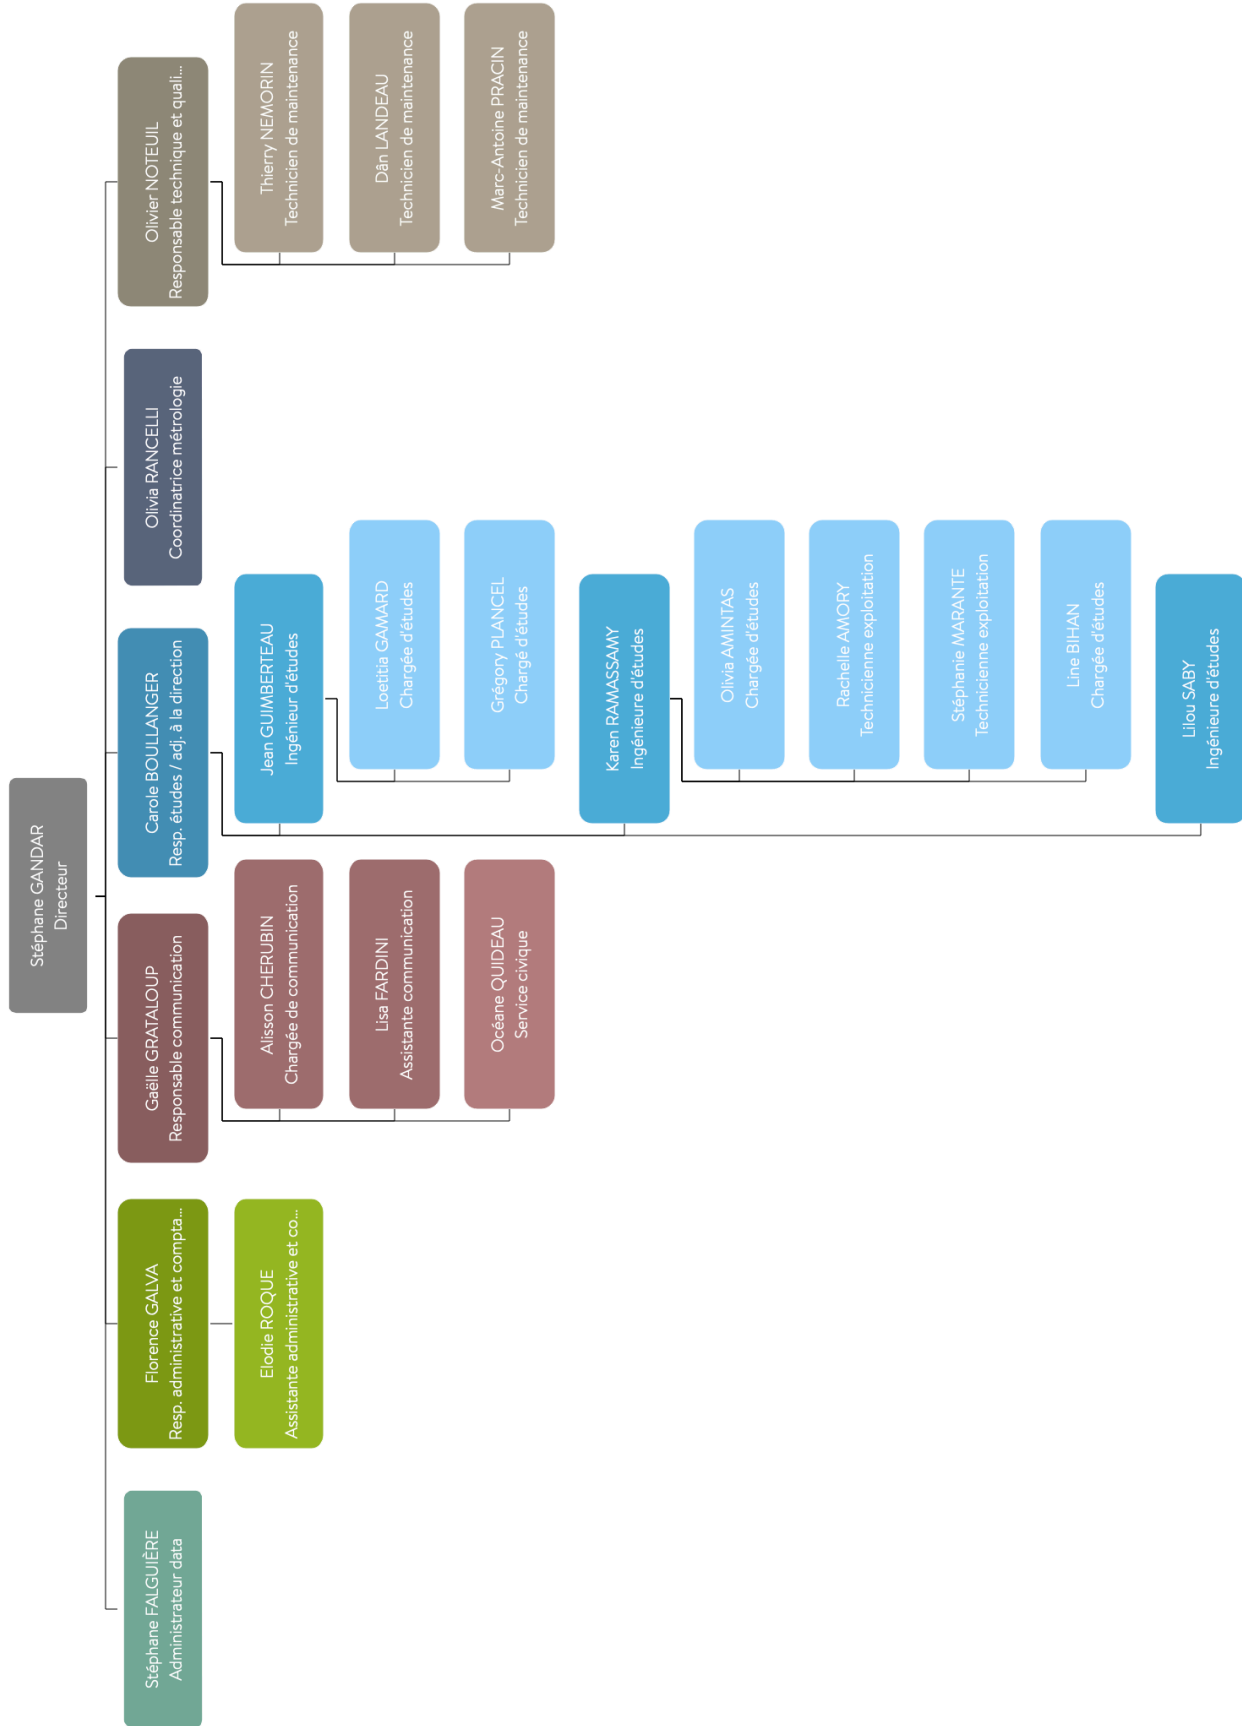 Stéphane GANDAR
Directeur
Stéphane FALGUIÈRE
Administrateur data
Florence GALVA
Resp. administrative et compta...
Elodie ROQUE
Assistante administrative et co...
Gaëlle GRATALOUP
Responsable communication
Alisson CHERUBIN
Chargée de communication
Lisa FARDINI
Assistante communication
Océane QUIDEAU
Service civique
Carole BOULLANGER
Resp. études / adj. à la direction
Jean GUIMBERTEAU
Ingénieur d'études
Loetitia GAMARD
Chargée d'études
Grégory PLANCEL
Chargé d'études
Karen RAMASSAMY
Ingénieure d'études
Olivia AMINTAS
Chargée d'études
Rachelle AMORY
Technicienne exploitation
Stéphanie MARANTE
Technicienne exploitation
Line BIHAN
Chargée d'études
Lilou SABY
Ingénieure d'études
Olivia RANCELLI
Coordinatrice métrologie
Olivier NOTEUIL
Responsable technique et quali...
Thierry NEMORIN
Technicien de maintenance
Dân LANDEAU
Technicien de maintenance
Marc-Antoine PRACIN
Technicien de maintenance